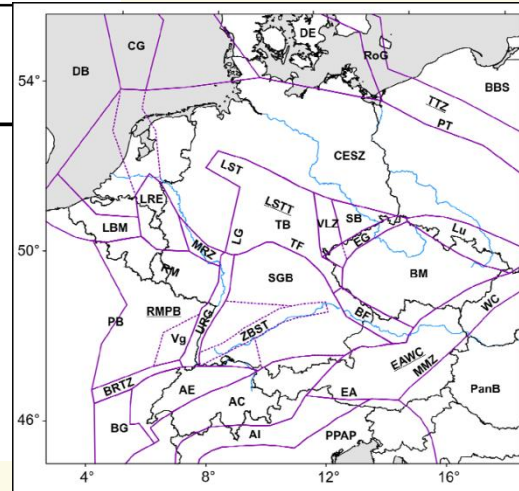 DE
CG
RoG
DB
54°
BBS
TTZ
PT
CESZ
LST
LRE
LSTT
TB
VLZ
SB
Lu
LBM
LG
TF
EG
MRZ
50°
RM
SGB
BM
WC
RMPB
URG
BF
PB
ZBST
Vg
EAWC
MMZ
BRTZ
AE
EA
PanB
AC
46°
BG
AI
PPAP
4°
8°
12°
16°